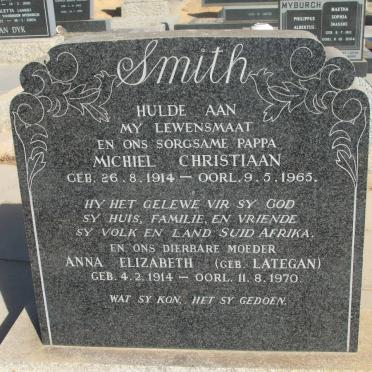 Smith
HULDE AAN
MY LEWENSMAAT
EN ONS SORGSAME PAPPA
MICHIEL CHRISTIAAN
GEB. 26.8.1914 – OORL. 9.5.1965.
HY HET GELEWE VIR SY GOD
SY HUIS, FAMILIE, EN VRIENDE
SY VOLK EN LAND SUID AFRIKA.
EN ONS DIERBARE MOEDER
ANNA ELIZABETH (GEB. LATEGAN)
GEB. 4.2.1914 – OORL. 11.8.1970.
WAT SY KON, HET SY GEDOEN.
MYBURGH
PHILIPPUS
ALBERTUS
MARTHA
SOPHIA